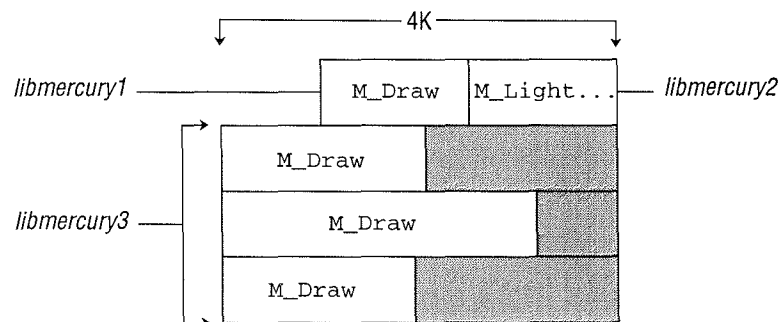 4K
libmercury1 M_Draw M_Light... libmercury2
M_Draw
libmercury3 M_Draw
M_Draw